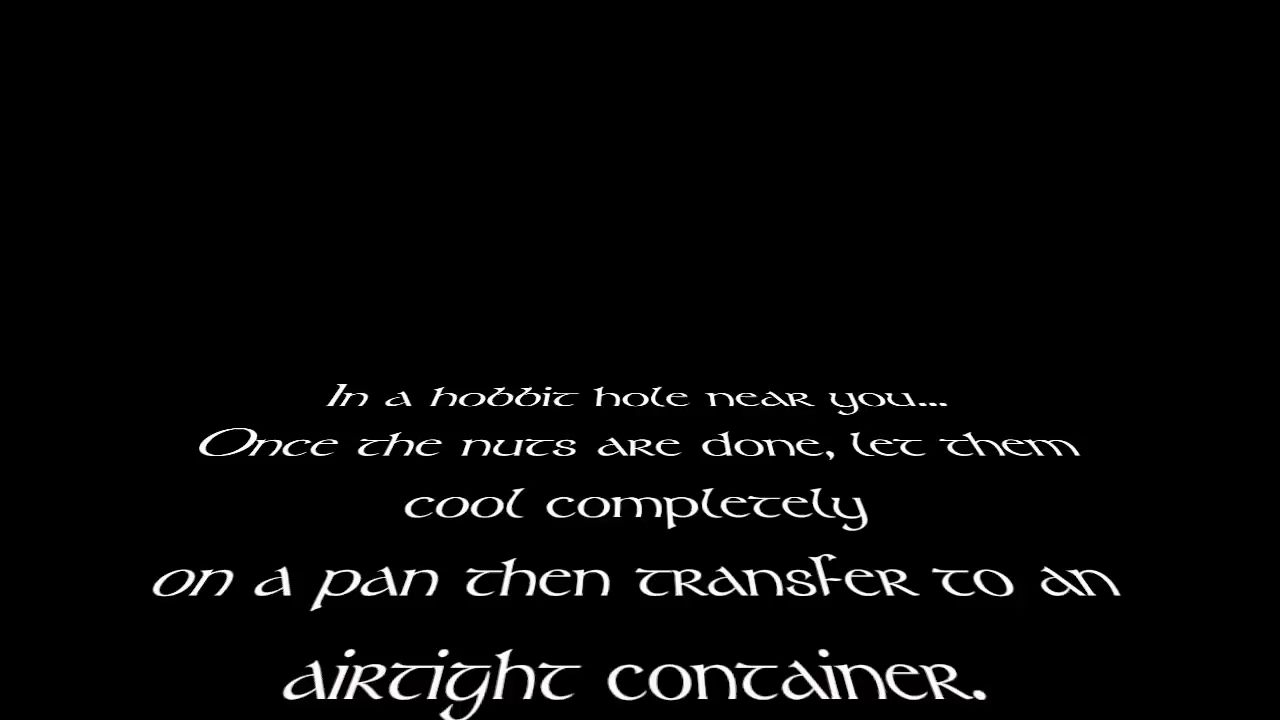 In a hobbit hole near you...
Once the nuts are done, let them
cool completely
on a pan then transfer to an
airtight container.